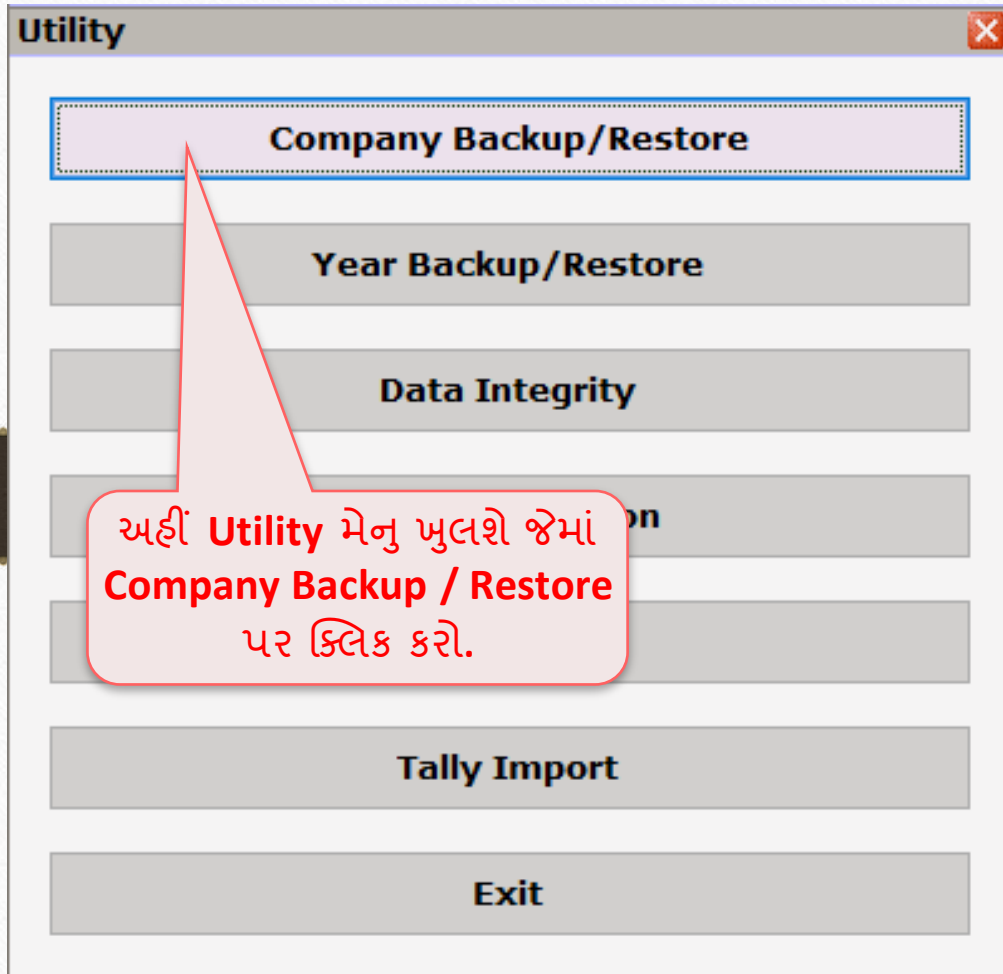 Utility
Company Backup/Restore
Year Backup/Restore
Data Integrity
અહીં Utility મેનુ ખુલશે જેમાં
Company Backup / Restore
પર ક્લિક કરો.
Tally Import
Exit